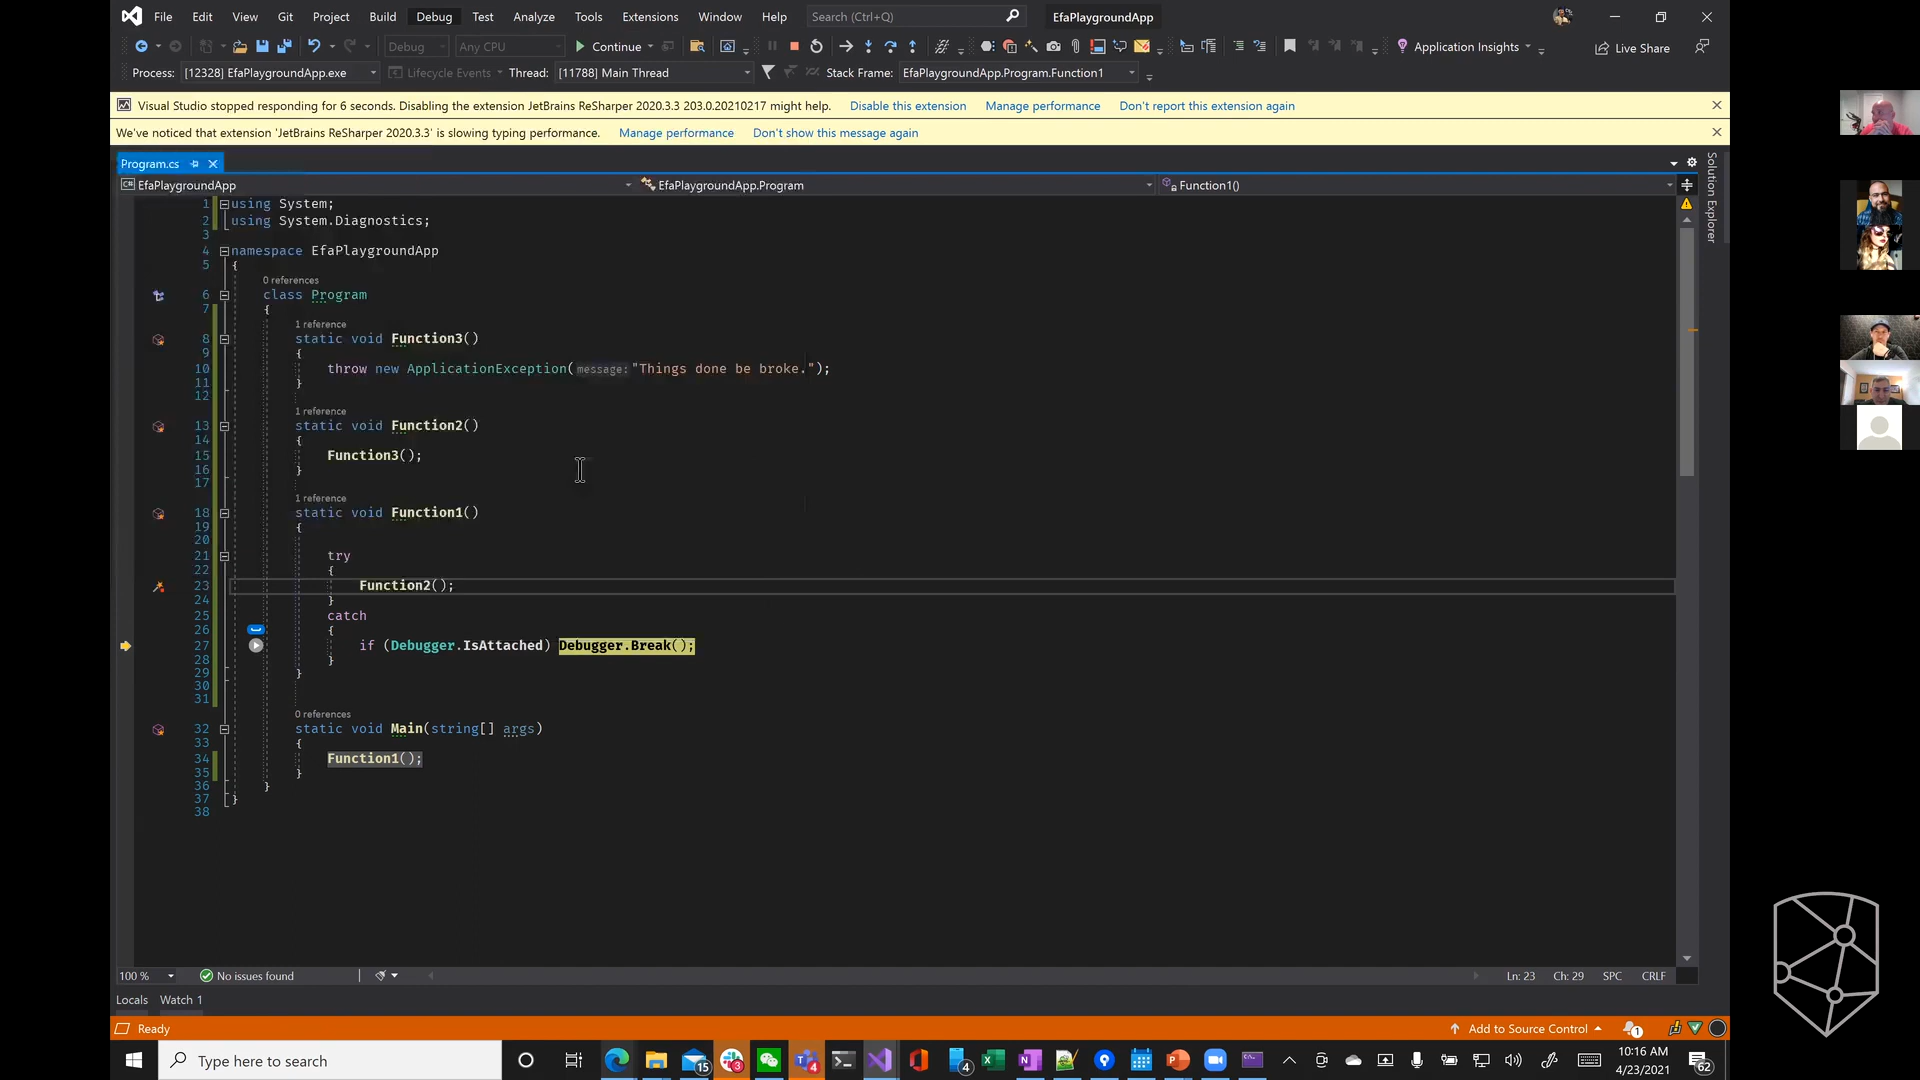 File Edit View Git Project Build Debug Test Analyze Tools Extensions Window Help Search (Ctrl+Q) EfaPlaygroundApp
Debug Any CPU Continue Application Insights Live Share
Process: [12328] EfaPlaygroundApp.exe Lifecycle Events Thread: [11788] Main Thread Stack Frame: EfaPlaygroundApp.Program.Function1
Visual Studio stopped responding for 6 seconds. Disabling the extension JetBrains ReSharper 2020.3.3 203.0.20210217 might help. Disable this extension Manage performance Don't report this extension again
We've noticed that extension 'JetBrains ReSharper 2020.3.3' is slowing typing performance. Manage performance Don't show this message again
Program.cs
Solution Explorer
EfaPlaygroundApp EfaPlaygroundApp.Program Function1()
1 using System;
2 using System.Diagnostics;
3
4 namespace EfaPlaygroundApp
5 {
0 references
6 class Program
7 {
1 reference
8 static void Function3()
9 {
10 throw new ApplicationException(message:"Things done be broke.");
11 }
12
1 reference
13 static void Function2()
14 {
15 Function3();
16 }
17
1 reference
18 static void Function1()
19 {
20
21 try
22 {
23 Function2();
24 }
25 catch
26 {
27 if (Debugger.IsAttached) Debugger.Break();
28 }
29 }
30
31
0 references
32 static void Main(string[] args)
33 {
34 Function1();
35 }
36 }
37 }
38
100 % No issues found Ln: 23 Ch: 29 SPC CRLF
Locals Watch 1
Ready Add to Source Control 1
Type here to search 15 3 4 4 10:16 AM
4/23/2021 62